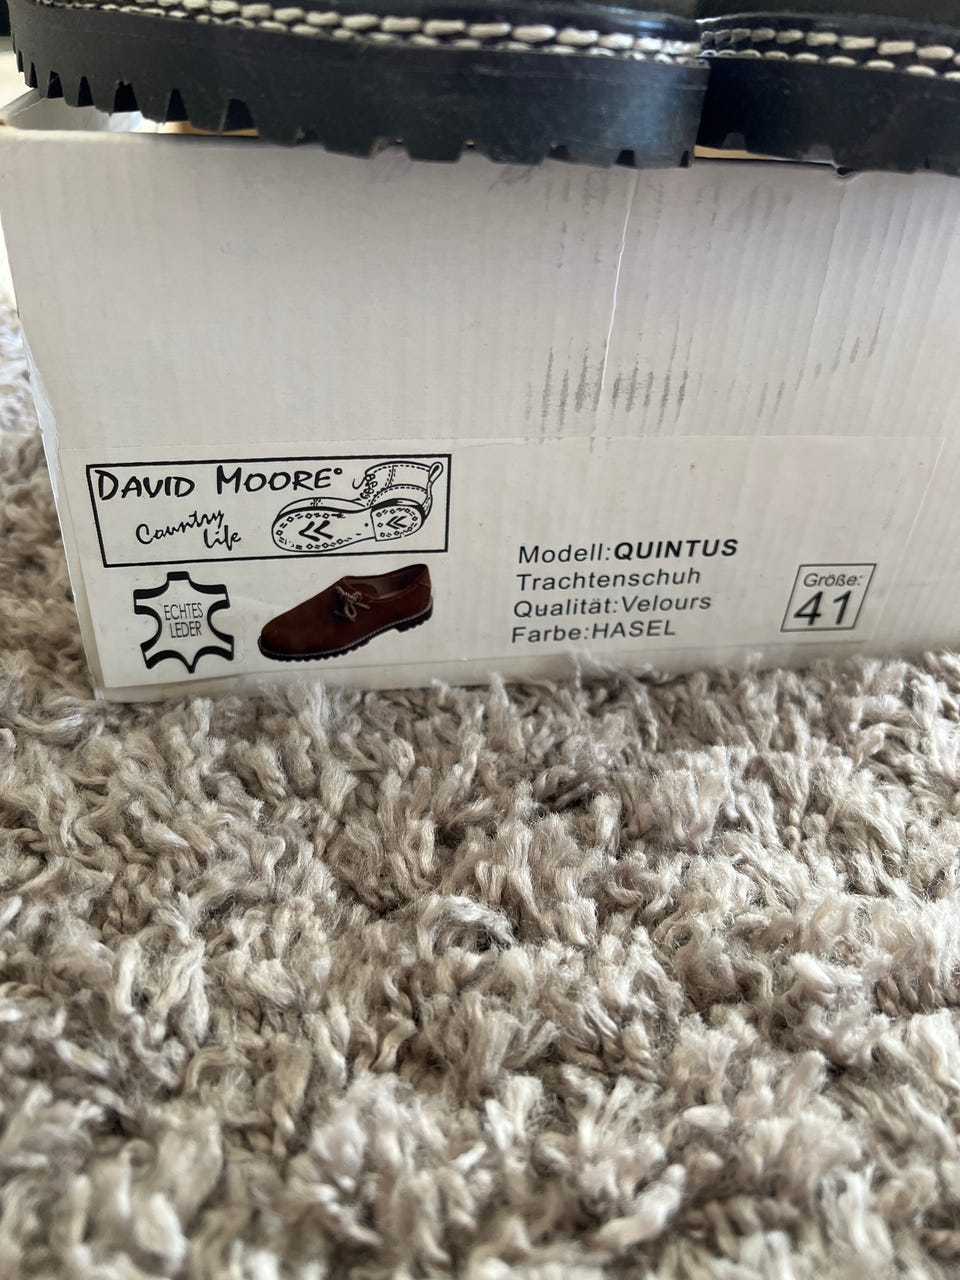 DAVID MOORE°
Country
Life
ECHTES
LEDER
Modell:QUINTUS
Trachtenschuh
Qualität:Velours
Farbe:HASEL
Größe:
41